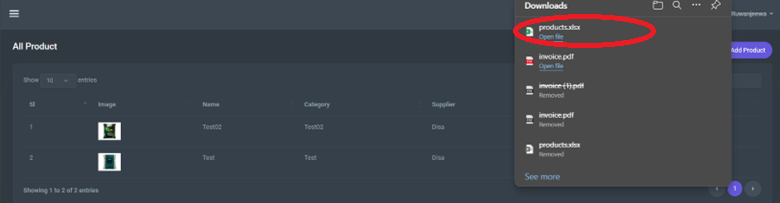 Downloads
Ruwanjeewa
products.xlsx
Open file
All Product
Add Product
invoice.pdf
Open file
Show 10 entries
invoice (1).pdf
Removed
Sl Image Name Category Supplier
invoice.pdf
Removed
1 Test02 Test02 Disa
products.xlsx
Removed
2 Test Test Disa
See more
Showing 1 to 2 of 2 entries
1